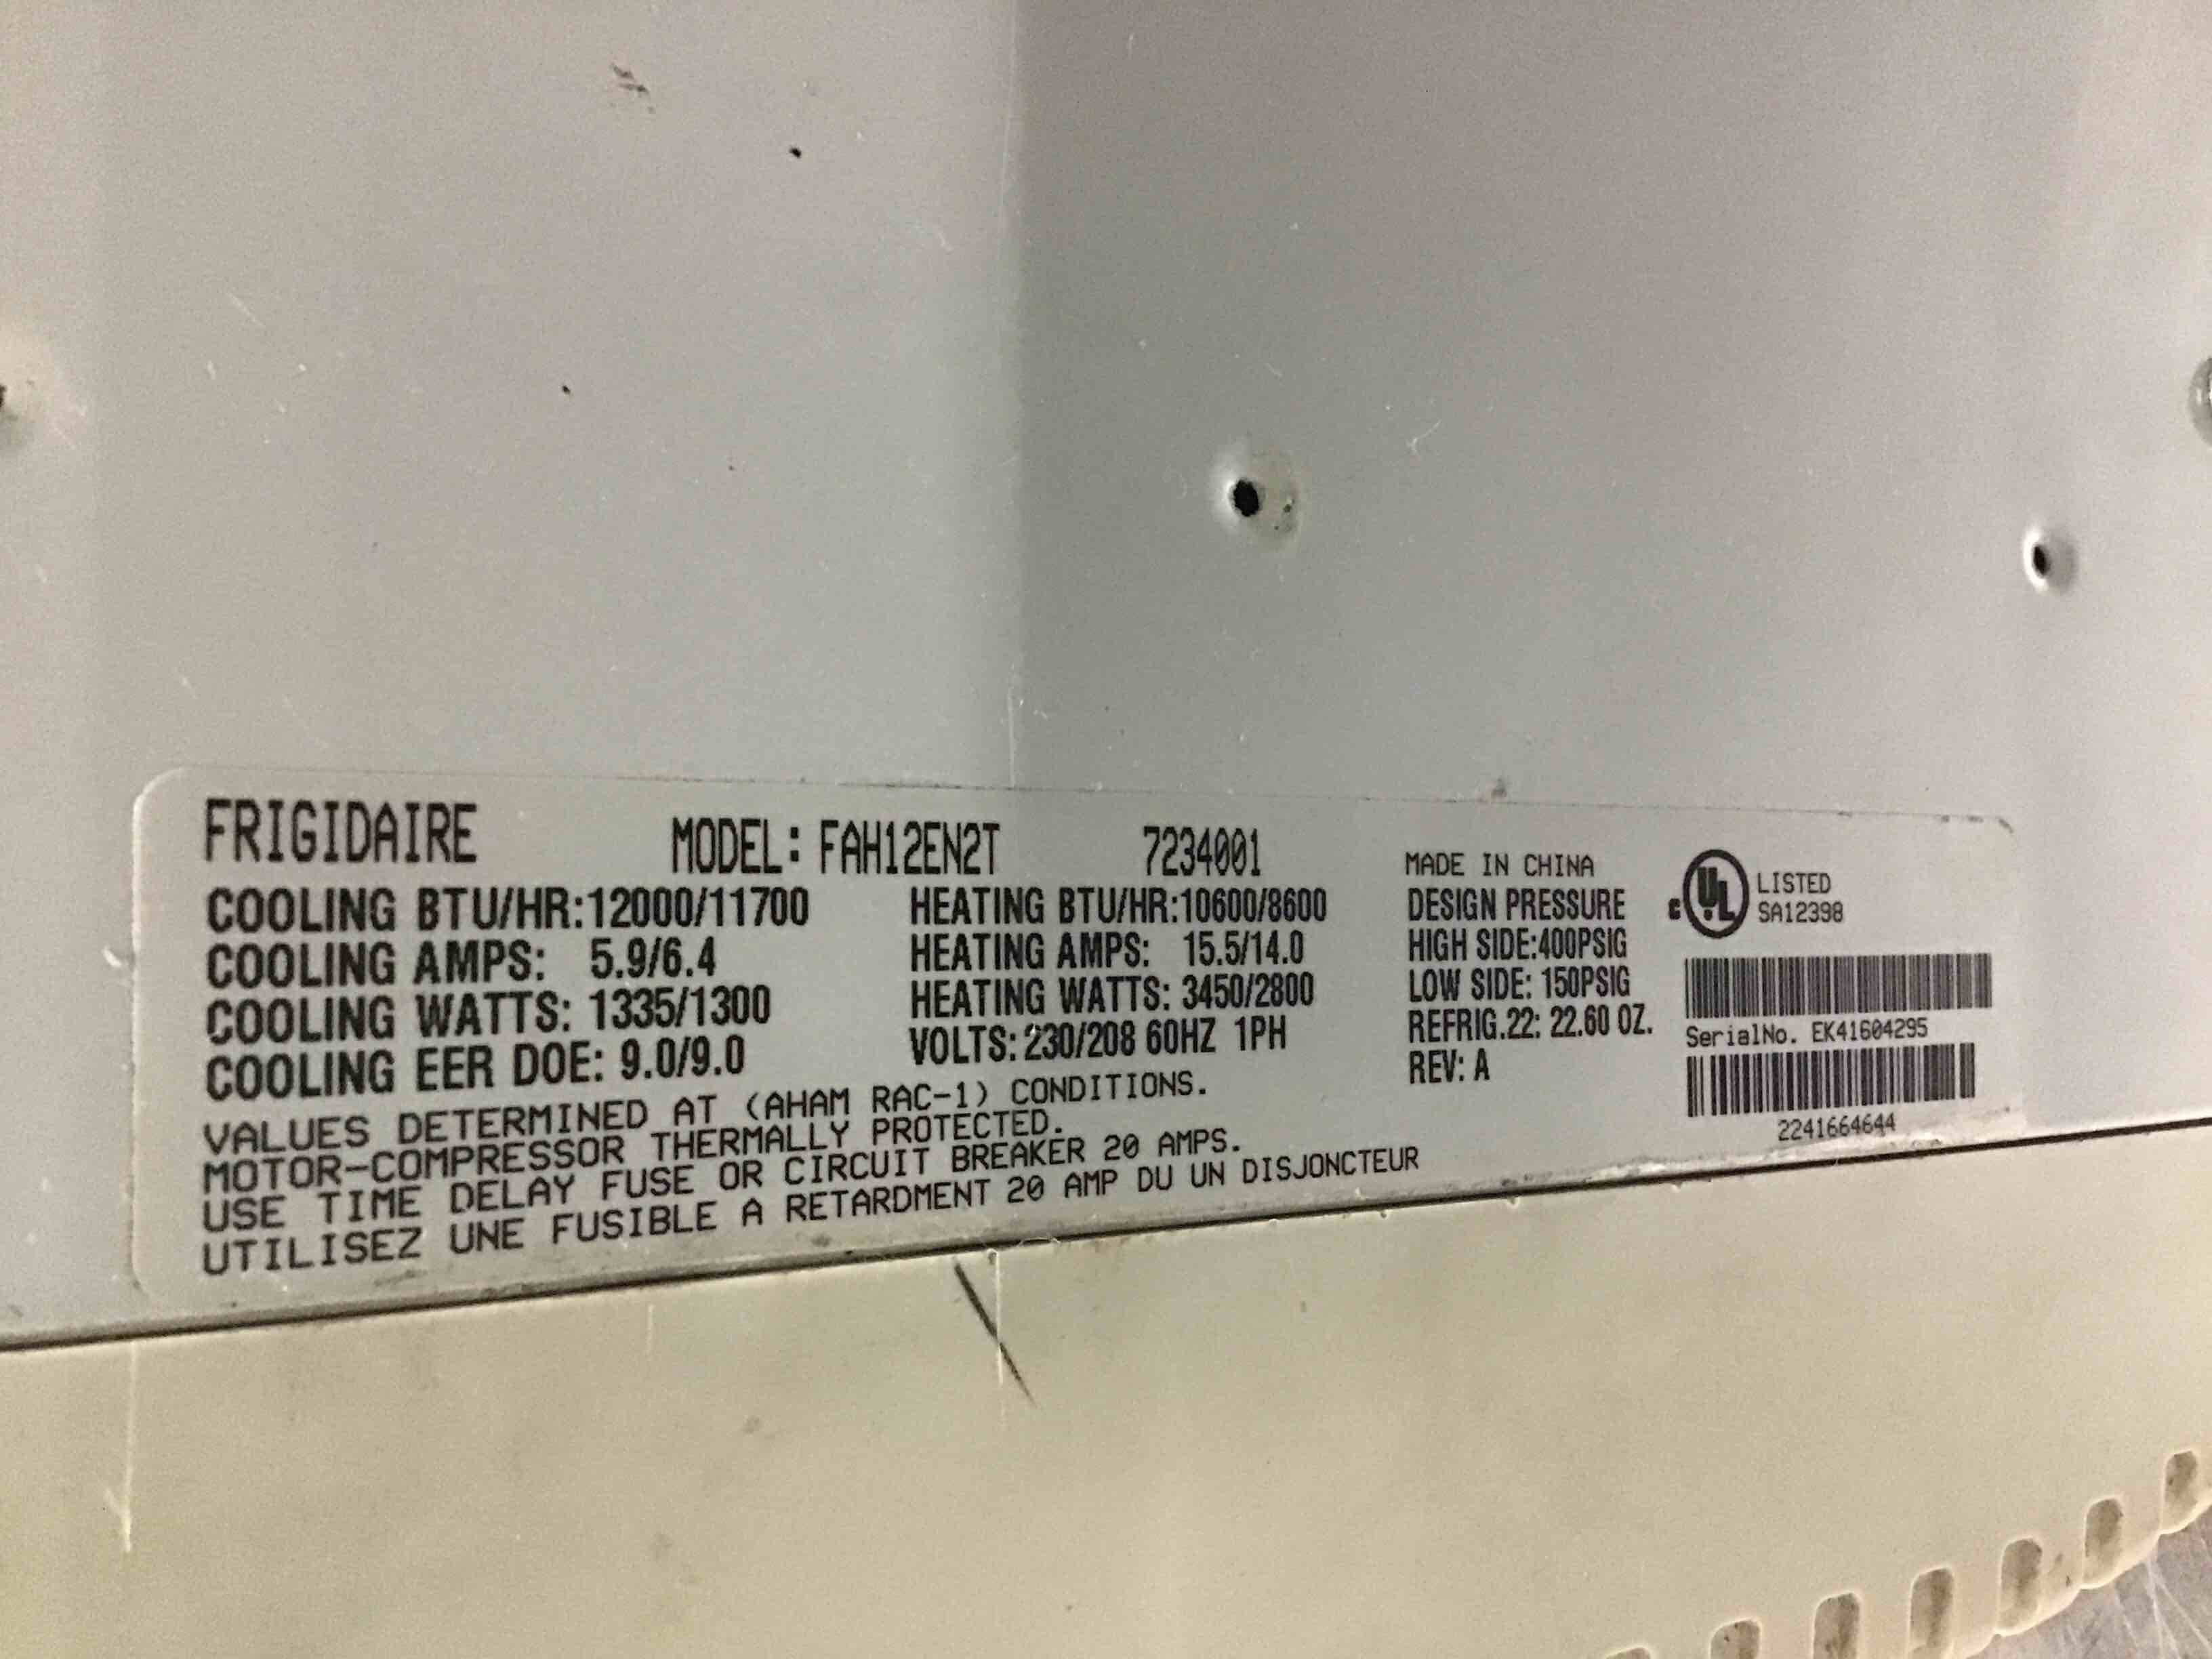 FRIGIDAIRE MODEL: FAH12EN2T 7234001
COOLING BTU/HR:12000/11700
COOLING AMPS: 5.9/6.4
COOLING WATTS: 1335/1300
COOLING EER DOE: 9.0/9.0
HEATING BTU/HR:10600/8600
HEATING AMPS: 15.5/14.0
HEATING WATTS: 3450/2800
VOLTS: 230/208 60HZ 1PH
VALUES DETERMINED AT (AHAM RAC-1) CONDITIONS.
MOTOR-COMPRESSOR THERMALLY PROTECTED.
USE TIME DELAY FUSE OR CIRCUIT BREAKER 20 AMPS.
UTILISEZ UNE FUSIBLE A RETARDMENT 20 AMP DU UN DISJONCTEUR
MADE IN CHINA
DESIGN PRESSURE
HIGH SIDE:400PSIG
LOW SIDE: 150PSIG
REFRIG.22: 22.60 OZ.
REV: A
C UL LISTED
SA12398
SerialNo. EK41604295
2241664644